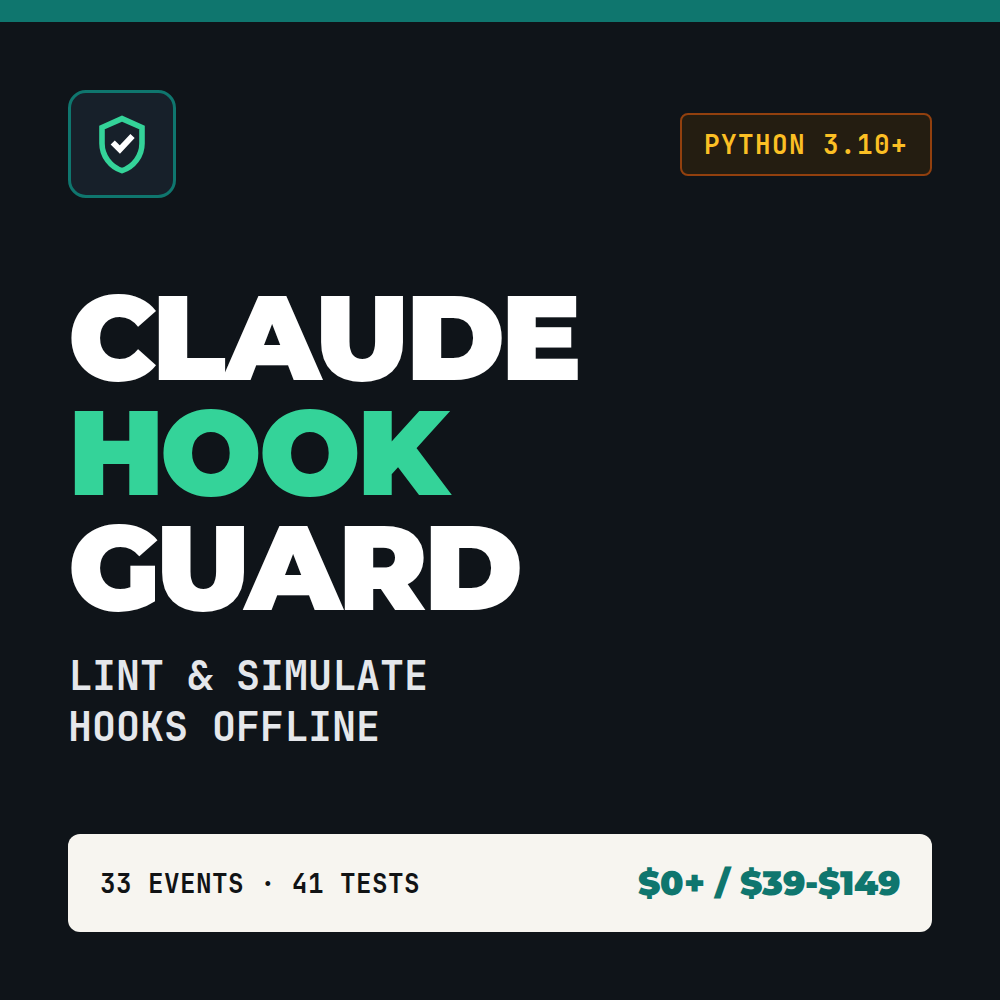 PYTHON 3.10+
CLAUDE
HOOK
GUARD
LINT & SIMULATE
HOOKS OFFLINE
33 EVENTS · 41 TESTS
$0+ / $39-$149